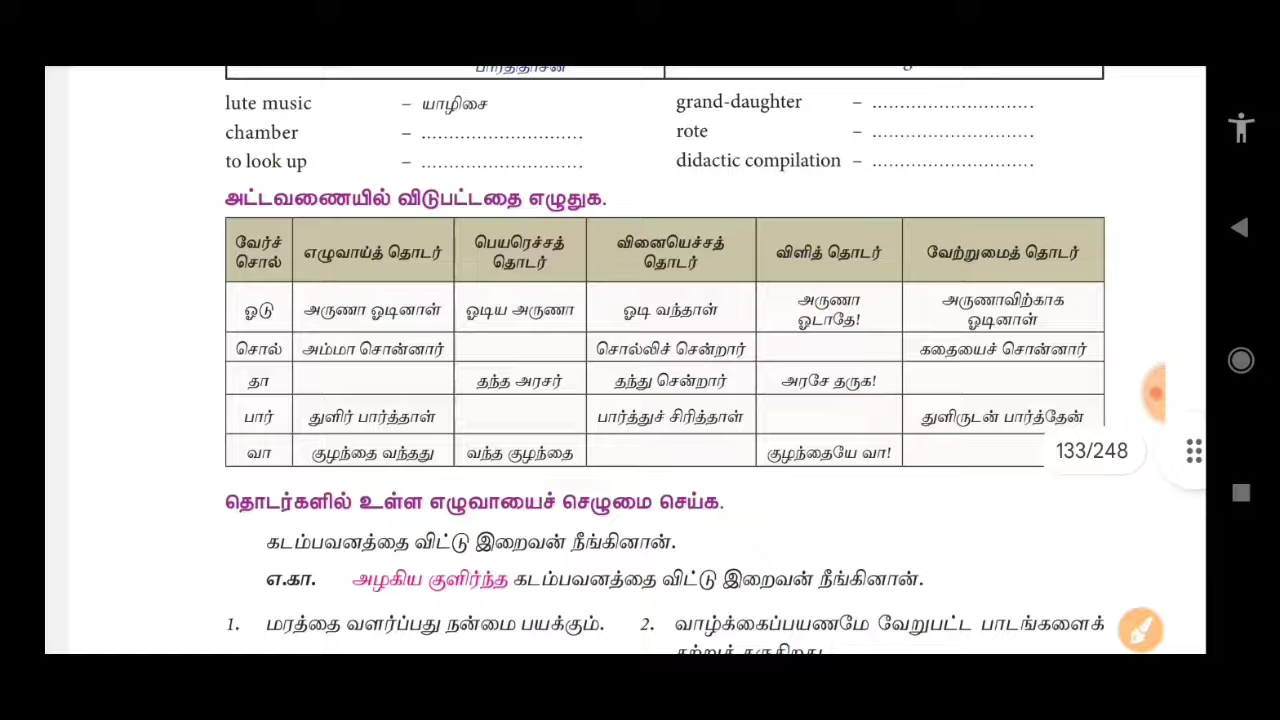 lute music – யாழிசை grand-daughter – ..............................
chamber – .............................. rote – ..............................
to look up – .............................. didactic compilation – ..............................
அட்டவணையில் விடுபட்டதை எழுதுக.
வேர்ச் சொல் எழுவாய்த் தொடர் பெயரெச்சத் தொடர் வினையெச்சத் தொடர் விளித் தொடர் வேற்றுமைத் தொடர்
ஓடு அருணா ஓடினாள் ஓடிய அருணா ஓடி வந்தாள் அருணா ஓடாதே! அருணாவிற்காக ஓடினாள்
சொல் அம்மா சொன்னார் சொல்லிச் சென்றார் கதையைச் சொன்னார்
தா தந்த அரசர் தந்து சென்றார் அரசே தருக!
பார் துளிர் பார்த்தாள் பார்த்துச் சிரித்தாள் துளிருடன் பார்த்தேன்
வா குழந்தை வந்தது வந்த குழந்தை குழந்தையே வா!
133/248
தொடர்களில் உள்ள எழுவாயைச் செழுமை செய்க.
கடம்பவனத்தை விட்டு இறைவன் நீங்கினான்.
எ.கா. அழகிய குளிர்ந்த கடம்பவனத்தை விட்டு இறைவன் நீங்கினான்.
1. மரத்தை வளர்ப்பது நன்மை பயக்கும். 2. வாழ்க்கைப்பயணமே வேறுபட்ட பாடங்களைக்